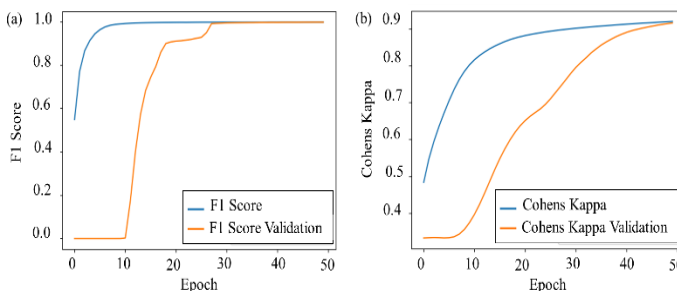 (a)
F1 Score
1.0
0.8
0.6
0.4
0.2
0.0
F1 Score
F1 Score Validation
0 10 20 30 40 50
Epoch
(b)
Cohens Kappa
0.9
0.8
0.7
0.6
0.5
0.4
Cohens Kappa
Cohens Kappa Validation
0 10 20 30 40 50
Epoch